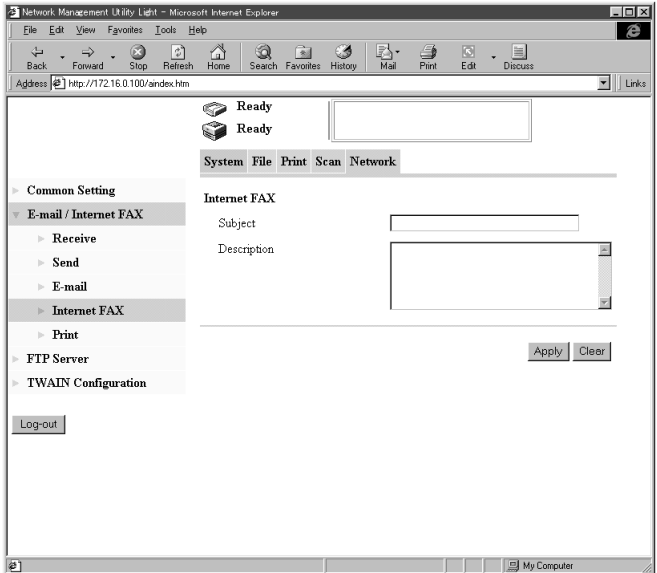 Network Management Utility Light - Microsoft Internet Explorer
File Edit View Favorites Tools Help
Back Forward Stop Refresh Home Search Favorites History Mail Print Edit Discuss
Address http://172.16.0.100/aindex.htm Links
Ready
Ready
System File Print Scan Network
Common Setting
E-mail / Internet FAX
Receive
Send
E-mail
Internet FAX
Print
FTP Server
TWAIN Configuration
Log-out
Internet FAX
Subject
Description
Apply Clear
My Computer